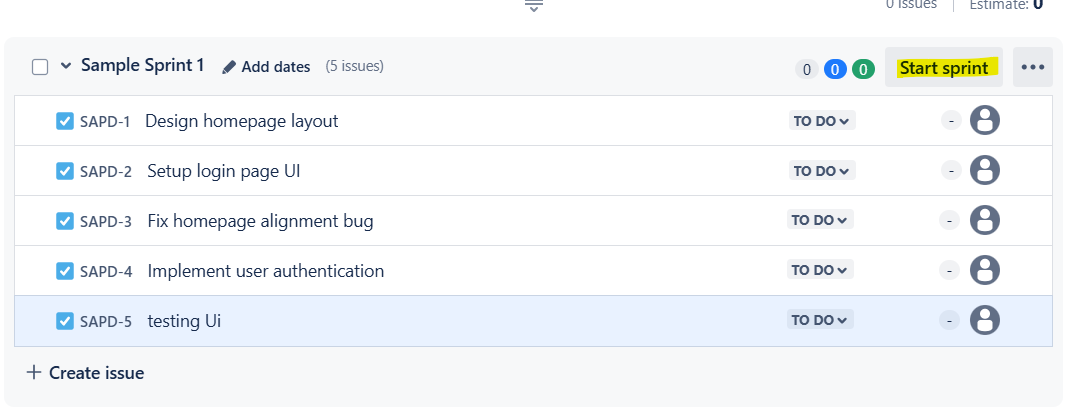 0 Issues Estimate: 0
Sample Sprint 1 Add dates (5 issues) 0 0 0 Start sprint •••
SAPD-1 Design homepage layout TO DO -
SAPD-2 Setup login page UI TO DO -
SAPD-3 Fix homepage alignment bug TO DO -
SAPD-4 Implement user authentication TO DO -
SAPD-5 testing Ui TO DO -
+ Create issue